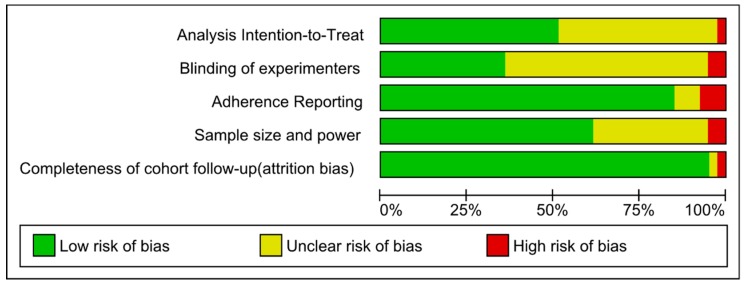 Analysis Intention-to-Treat
Blinding of experimenters
Adherence Reporting
Sample size and power
Completeness of cohort follow-up(attrition bias)
0% 25% 50% 75% 100%
Low risk of bias Unclear risk of bias High risk of bias